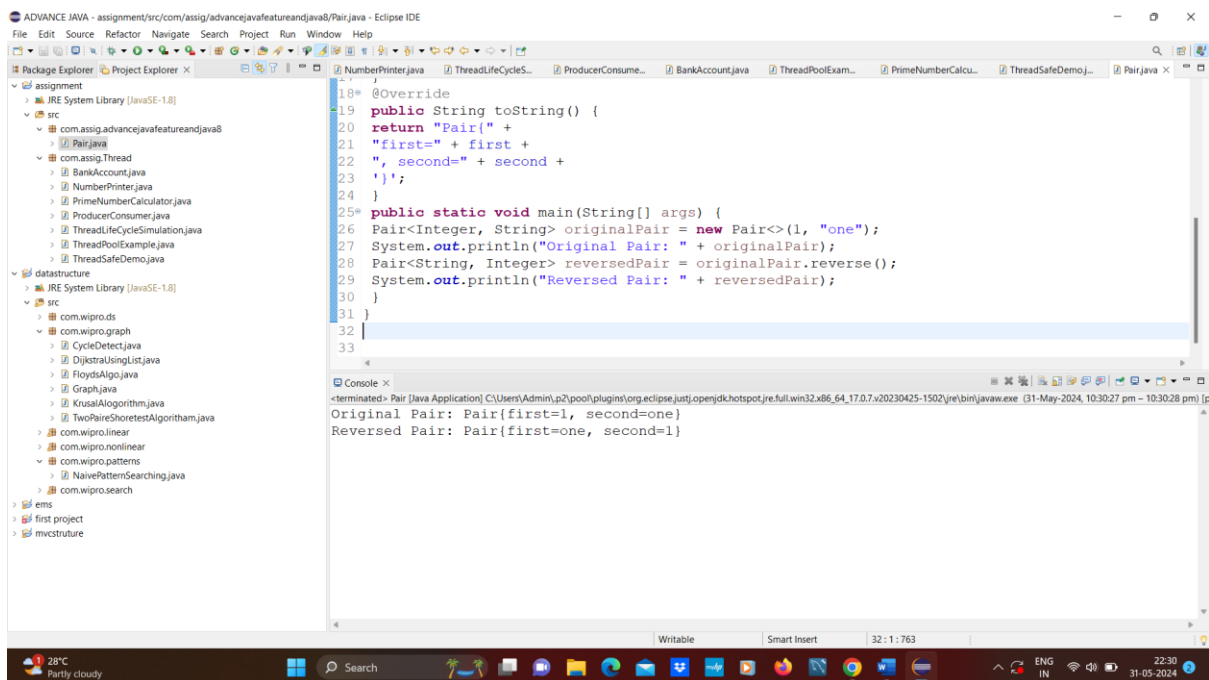 ADVANCE JAVA - assignment/src/com/assig/advancejavafeatureandjava8/Pair.java - Eclipse IDE
File Edit Source Refactor Navigate Search Project Run Window Help
Package Explorer Project Explorer
assignment
JRE System Library [JavaSE-1.8]
src
com.assig.advancejavafeatureandjava8
Pair.java
com.assig.Thread
BankAccount.java
NumberPrinter.java
PrimeNumberCalculator.java
ProducerConsumer.java
ThreadLifeCycleSimulation.java
ThreadPoolExample.java
ThreadSafeDemo.java
datastructure
JRE System Library [JavaSE-1.8]
src
com.wipro.ds
com.wipro.graph
CycleDetect.java
DijkstraUsingList.java
FloydsAlgo.java
Graph.java
KrusalAlogorithm.java
TwoPaireShoretestAlgoritham.java
com.wipro.linear
com.wipro.nonlinear
com.wipro.patterns
NaivePatternSearching.java
com.wipro.search
ems
first project
mvcstruture
NumberPrinter.java ThreadLifeCycleS... ProducerConsume... BankAccount.java ThreadPoolExam... PrimeNumberCalcu... ThreadSafeDemo.j... Pair.java
18 @Override
19 public String toString() {
20 return "Pair{" +
21 "first=" + first +
22 ", second=" + second +
23 '}';
24 }
25 public static void main(String[] args) {
26 Pair<Integer, String> originalPair = new Pair<>(1, "one");
27 System.out.println("Original Pair: " + originalPair);
28 Pair<String, Integer> reversedPair = originalPair.reverse();
29 System.out.println("Reversed Pair: " + reversedPair);
30 }
31 }
32
33
Console
<terminated> Pair [Java Application] C:\Users\Admin\.p2\pool\plugins\org.eclipse.justj.openjdk.hotspot.jre.full.win32.x86_64_17.0.7.v20230425-1502\jre\bin\javaw.exe (31-May-2024, 10:30:27 pm – 10:30:28 pm) [p
Original Pair: Pair{first=1, second=one}
Reversed Pair: Pair{first=one, second=1}
Writable Smart Insert 32 : 1 : 763
1
28°C
Partly cloudy
Search
ENG
IN
22:30
31-05-2024
2